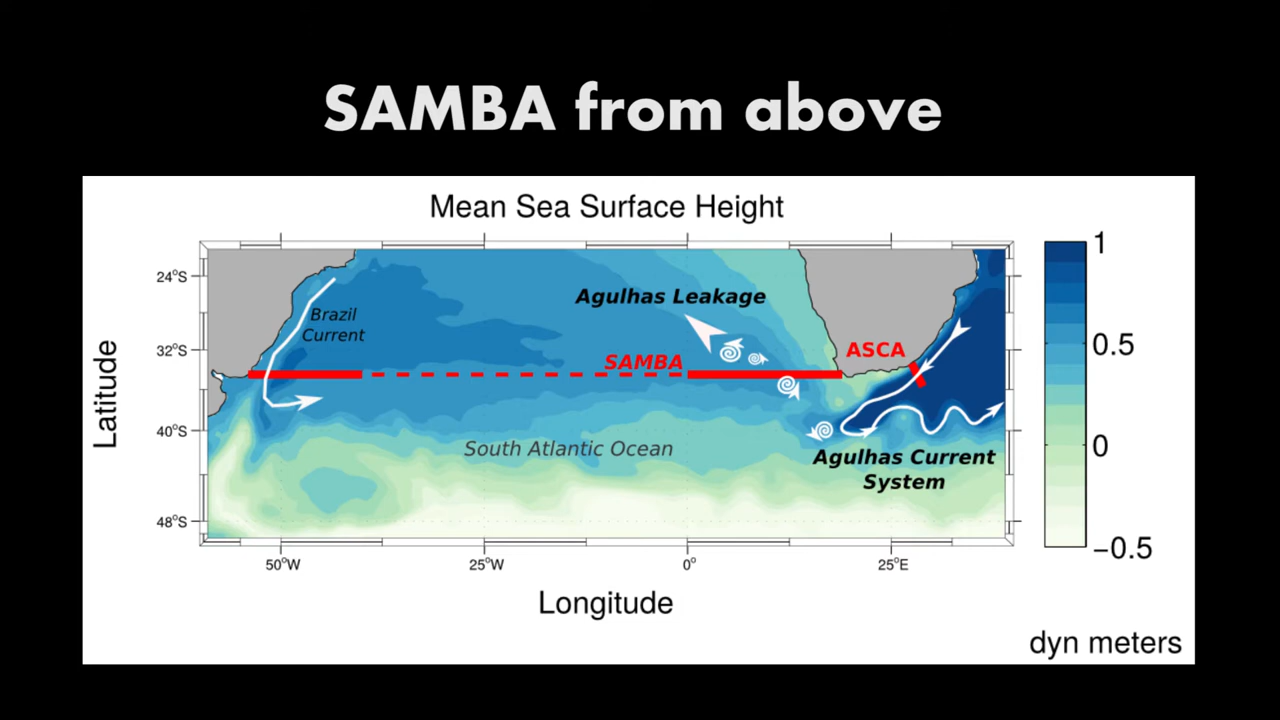 SAMBA from above
Mean Sea Surface Height
24°S
32°S
40°S
48°S
Latitude
Brazil
Current
Agulhas Leakage
SAMBA
ASCA
South Atlantic Ocean
Agulhas Current
System
50°W
25°W
0°
25°E
Longitude
1
0.5
0
−0.5
dyn meters